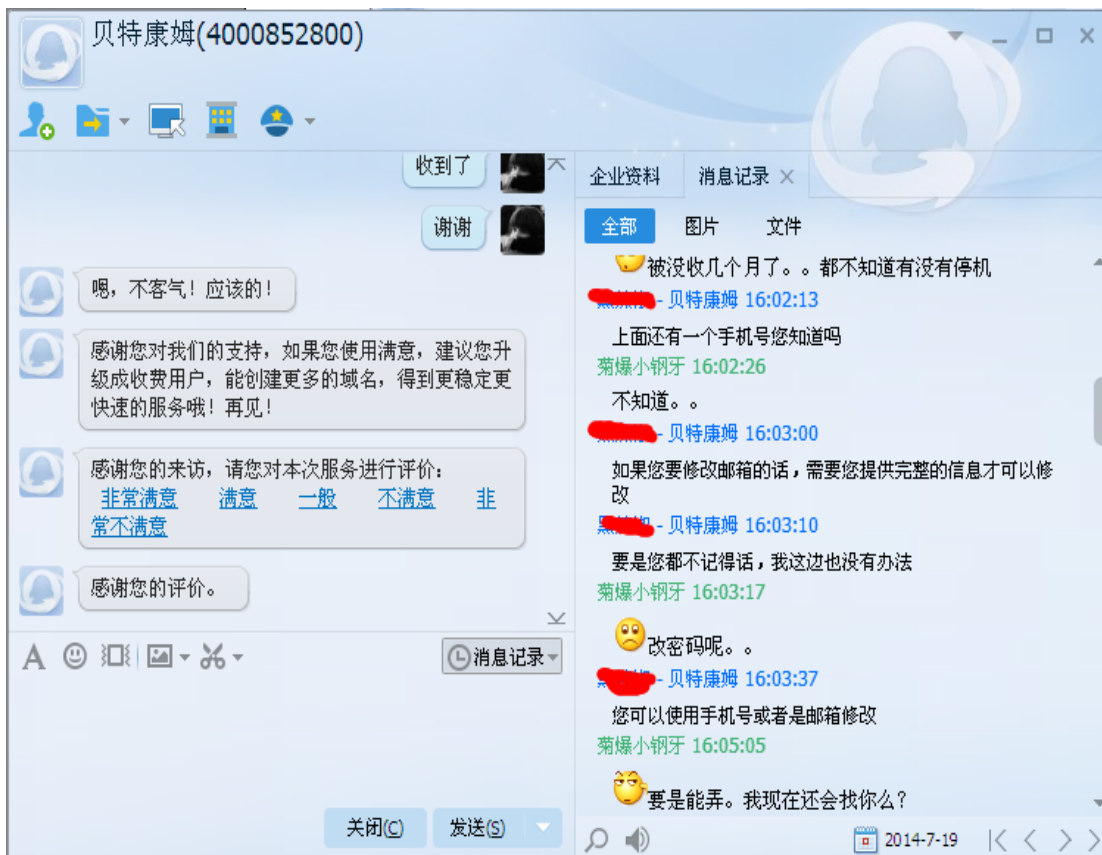 贝特康姆(4000852800)
收到了
谢谢
嗯，不客气！应该的！
感谢您对我们的支持，如果您使用满意，建议您升
级成收费用户，能创建更多的域名，得到更稳定更
快速的服务哦！再见！
感谢您的来访，请您对本次服务进行评价：
非常满意 满意 一般 不满意 非
常不满意
感谢您的评价。
A
消息记录
关闭(C) 发送(S)
企业资料 消息记录
全部 图片 文件
被没收几个月了。。都不知道有没有停机
- 贝特康姆 16:02:13
上面还有一个手机号您知道吗
菊爆小钢牙 16:02:26
不知道。。
- 贝特康姆 16:03:00
如果您要修改邮箱的话，需要您提供完整的信息才可以修
改
- 贝特康姆 16:03:10
要是您都不记得话，我这边也没有办法
菊爆小钢牙 16:03:17
改密码呢。。
- 贝特康姆 16:03:37
您可以使用手机号或者是邮箱修改
菊爆小钢牙 16:05:05
要是能弄。我现在还会找你么？
2014-7-19